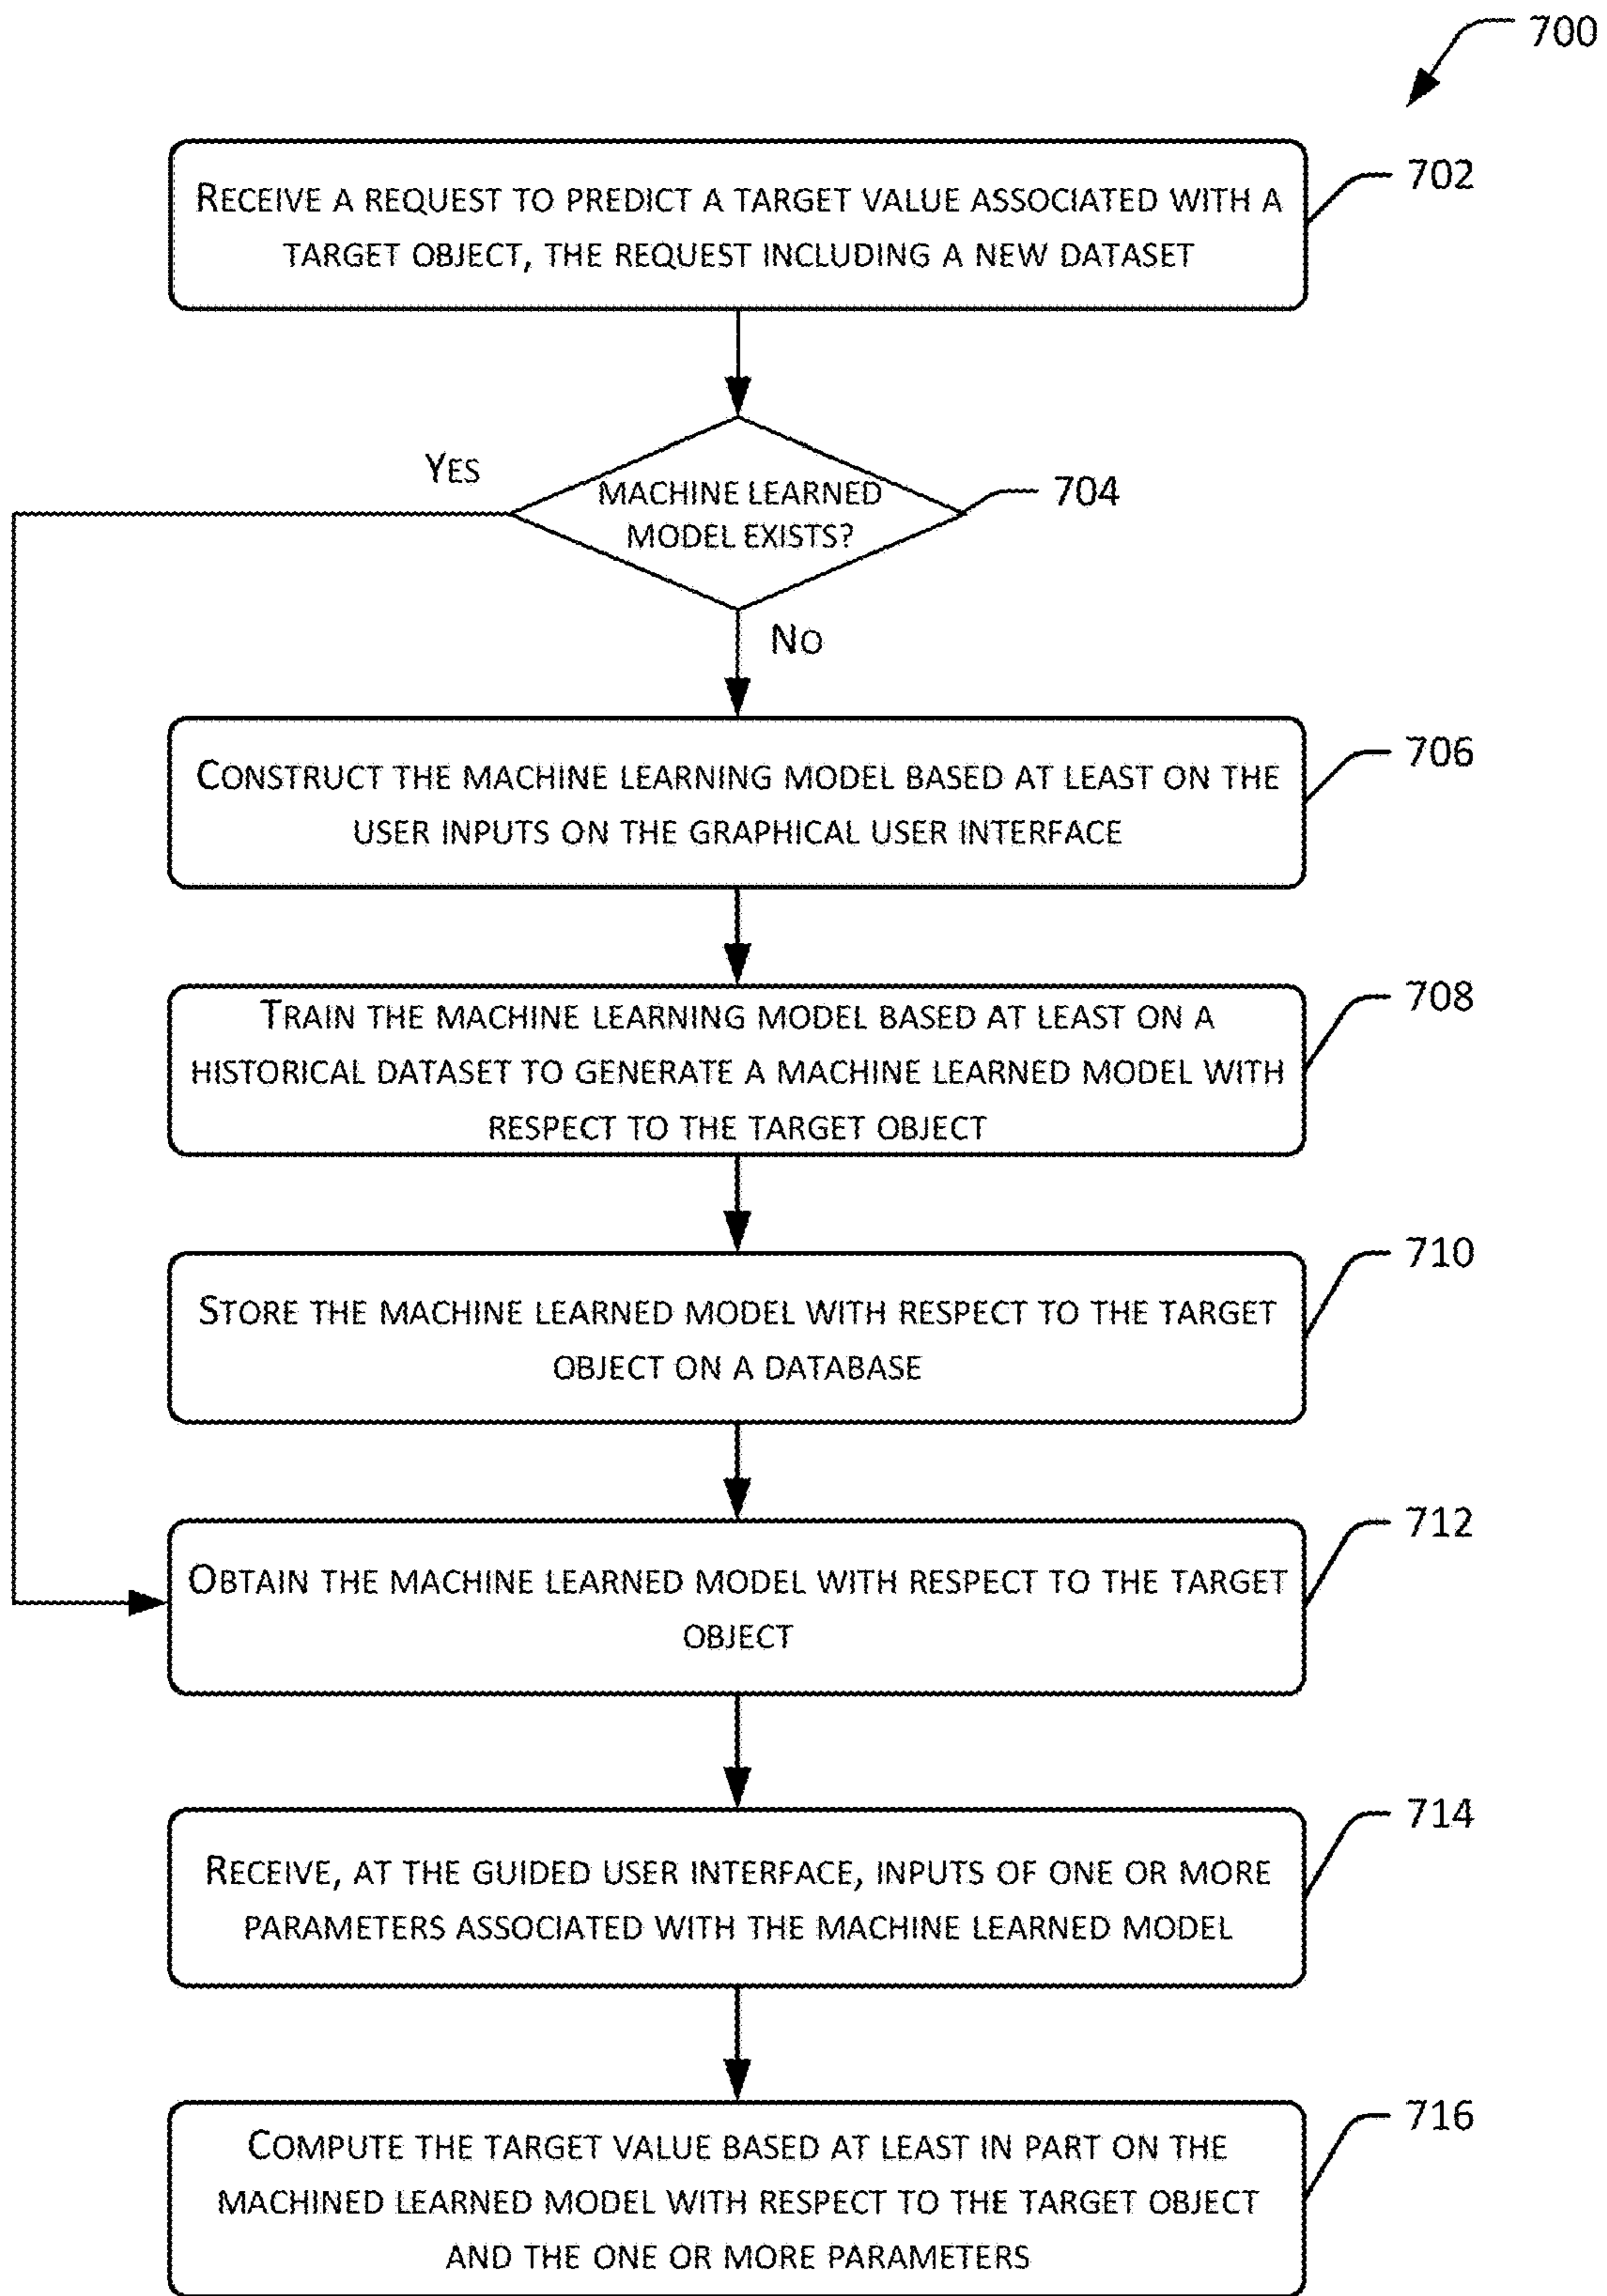 700
RECEIVE A REQUEST TO PREDICT A TARGET VALUE ASSOCIATED WITH A
TARGET OBJECT, THE REQUEST INCLUDING A NEW DATASET
702
YES
MACHINE LEARNED
MODEL EXISTS?
704
NO
CONSTRUCT THE MACHINE LEARNING MODEL BASED AT LEAST ON THE
USER INPUTS ON THE GRAPHICAL USER INTERFACE
706
TRAIN THE MACHINE LEARNING MODEL BASED AT LEAST ON A
HISTORICAL DATASET TO GENERATE A MACHINE LEARNED MODEL WITH
RESPECT TO THE TARGET OBJECT
708
STORE THE MACHINE LEARNED MODEL WITH RESPECT TO THE TARGET
OBJECT ON A DATABASE
710
OBTAIN THE MACHINE LEARNED MODEL WITH RESPECT TO THE TARGET
OBJECT
712
RECEIVE, AT THE GUIDED USER INTERFACE, INPUTS OF ONE OR MORE
PARAMETERS ASSOCIATED WITH THE MACHINE LEARNED MODEL
714
COMPUTE THE TARGET VALUE BASED AT LEAST IN PART ON THE
MACHINED LEARNED MODEL WITH RESPECT TO THE TARGET OBJECT
AND THE ONE OR MORE PARAMETERS
716